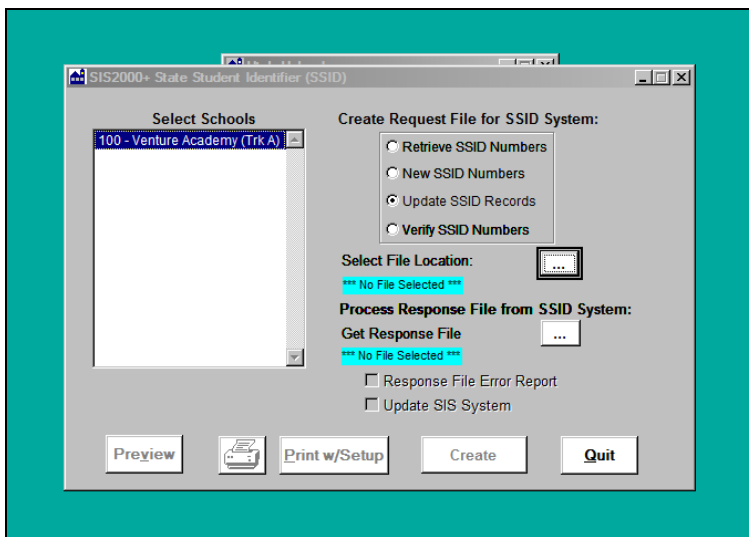 SIS2000+ State Student Identifier (SSID)
Select Schools
100 - Venture Academy (Trk A)
Create Request File for SSID System:
Retrieve SSID Numbers
New SSID Numbers
Update SSID Records
Verify SSID Numbers
Select File Location:
...
*** No File Selected ***
Process Response File from SSID System:
Get Response File
...
*** No File Selected ***
Response File Error Report
Update SIS System
Preview
Print w/Setup
Create
Quit